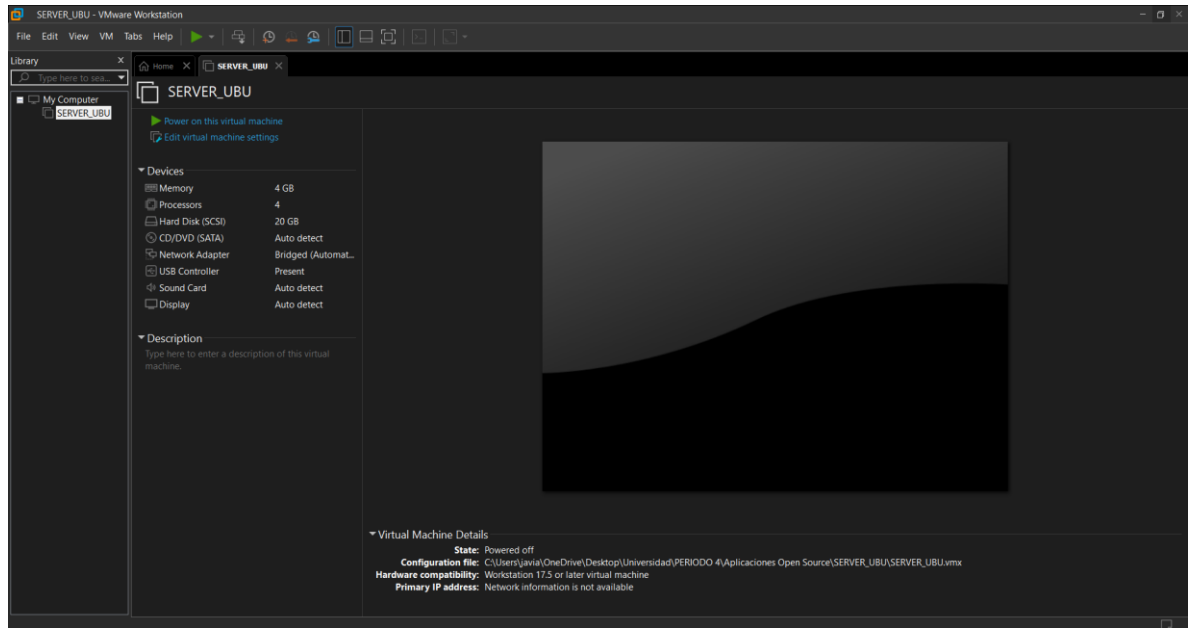 SERVER_UBU - VMware Workstation
File Edit View VM Tabs Help
Library X
Type here to sea...
My Computer
SERVER_UBU
Home X SERVER_UBU X
SERVER_UBU
Power on this virtual machine
Edit virtual machine settings
Devices
Memory 4 GB
Processors 4
Hard Disk (SCSI) 20 GB
CD/DVD (SATA) Auto detect
Network Adapter Bridged (Automat...
USB Controller Present
Sound Card Auto detect
Display Auto detect
Description
Type here to enter a description of this virtual
machine.
Virtual Machine Details
State: Powered off
Configuration file: C:\Users\javia\OneDrive\Desktop\Universidad\PERIODO 4\Aplicaciones Open Source\SERVER_UBU\SERVER_UBU.vmx
Hardware compatibility: Workstation 17.5 or later virtual machine
Primary IP address: Network information is not available